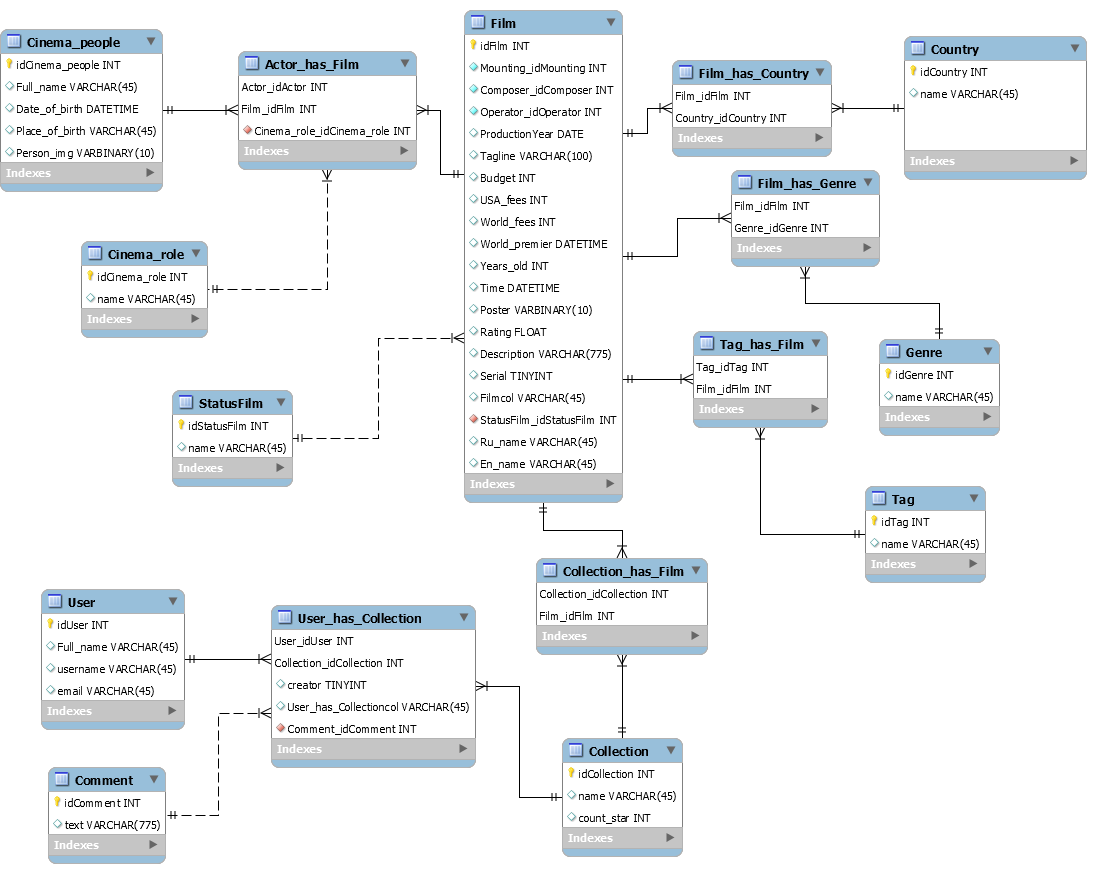 Cinema_people
idCinema_people INT
Full_name VARCHAR(45)
Date_of_birth DATETIME
Place_of_birth VARCHAR(45)
Person_img VARBINARY(10)
Indexes
Actor_has_Film
Actor_idActor INT
Film_idFilm INT
Cinema_role_idCinema_role INT
Indexes
Film
idFilm INT
Mounting_idMounting INT
Composer_idComposer INT
Operator_idOperator INT
ProductionYear DATE
Tagline VARCHAR(100)
Budget INT
USA_fees INT
World_fees INT
World_premier DATETIME
Years_old INT
Time DATETIME
Poster VARBINARY(10)
Rating FLOAT
Description VARCHAR(775)
Serial TINYINT
Filmcol VARCHAR(45)
StatusFilm_idStatusFilm INT
Ru_name VARCHAR(45)
En_name VARCHAR(45)
Indexes
Film_has_Country
Film_idFilm INT
Country_idCountry INT
Indexes
Country
idCountry INT
name VARCHAR(45)
Indexes
Film_has_Genre
Film_idFilm INT
Genre_idGenre INT
Indexes
Cinema_role
idCinema_role INT
name VARCHAR(45)
Indexes
Tag_has_Film
Tag_idTag INT
Film_idFilm INT
Indexes
Genre
idGenre INT
name VARCHAR(45)
Indexes
StatusFilm
idStatusFilm INT
name VARCHAR(45)
Indexes
Tag
idTag INT
name VARCHAR(45)
Indexes
Collection_has_Film
Collection_idCollection INT
Film_idFilm INT
Indexes
User
idUser INT
Full_name VARCHAR(45)
username VARCHAR(45)
email VARCHAR(45)
Indexes
User_has_Collection
User_idUser INT
Collection_idCollection INT
creator TINYINT
User_has_Collectioncol VARCHAR(45)
Comment_idComment INT
Indexes
Collection
idCollection INT
name VARCHAR(45)
count_star INT
Indexes
Comment
idComment INT
text VARCHAR(775)
Indexes